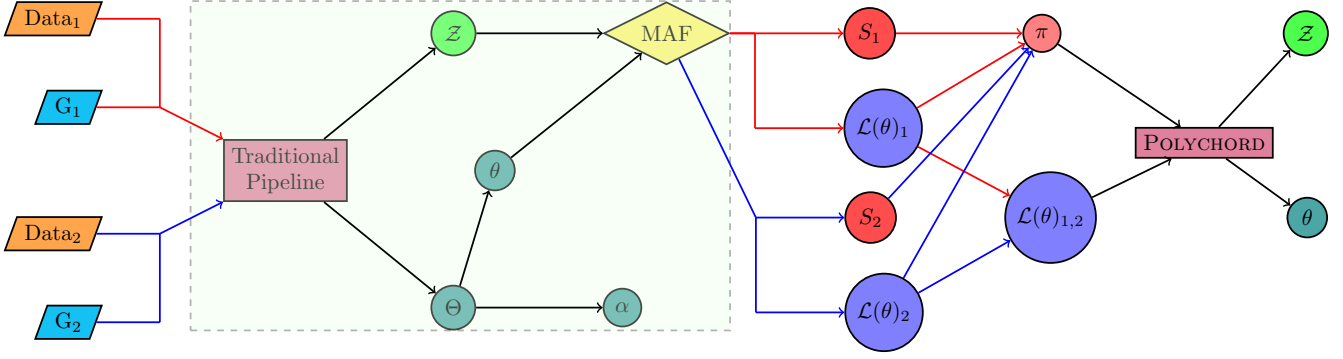 Data₁
G₁
Data₂
G₂
Traditional
Pipeline
𝒵
θ
Θ
α
MAF
S₁
ℒ(θ)₁
S₂
ℒ(θ)₂
π
ℒ(θ)₁,₂
POLYCHORD
𝒵
θ